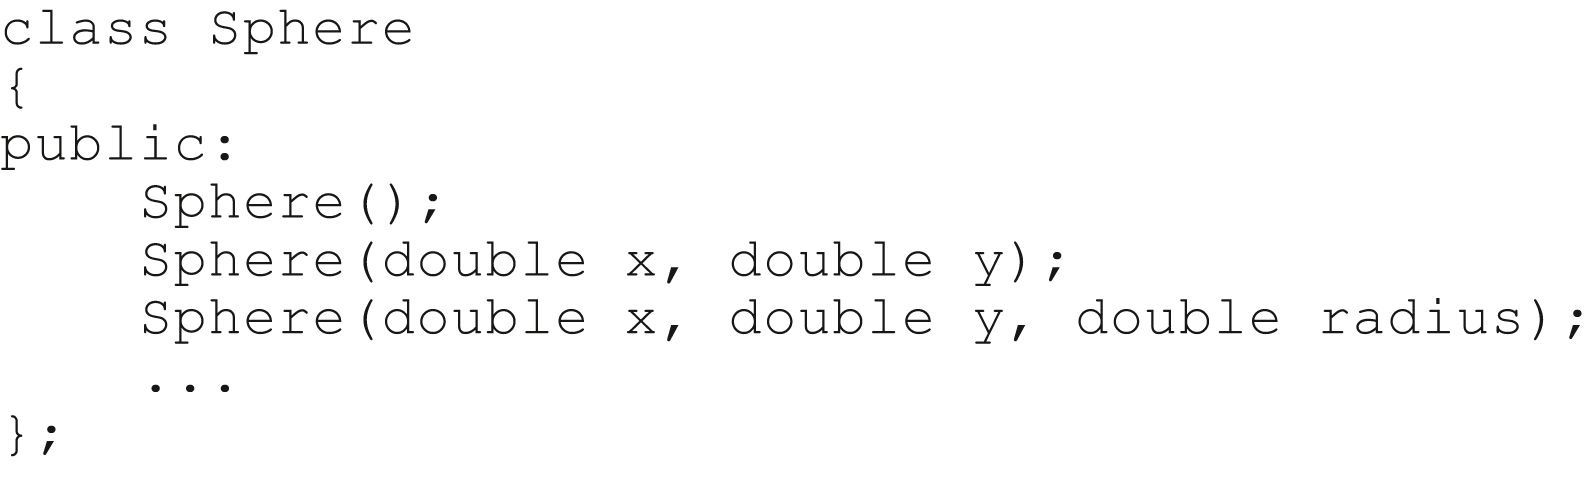 class Sphere
{
public:
    Sphere();
    Sphere(double x, double y);
    Sphere(double x, double y, double radius);
    ...
};